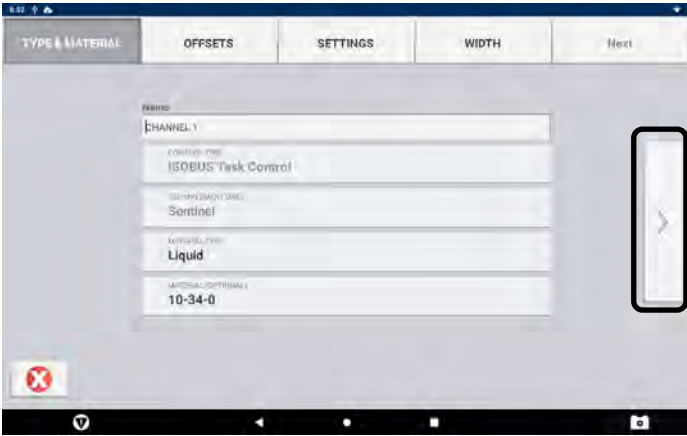 TYPE & MATERIAL
OFFSETS
SETTINGS
WIDTH
Next
CHANNEL 1
ISOBUS Task Control
Sentinel
Liquid
10-34-0